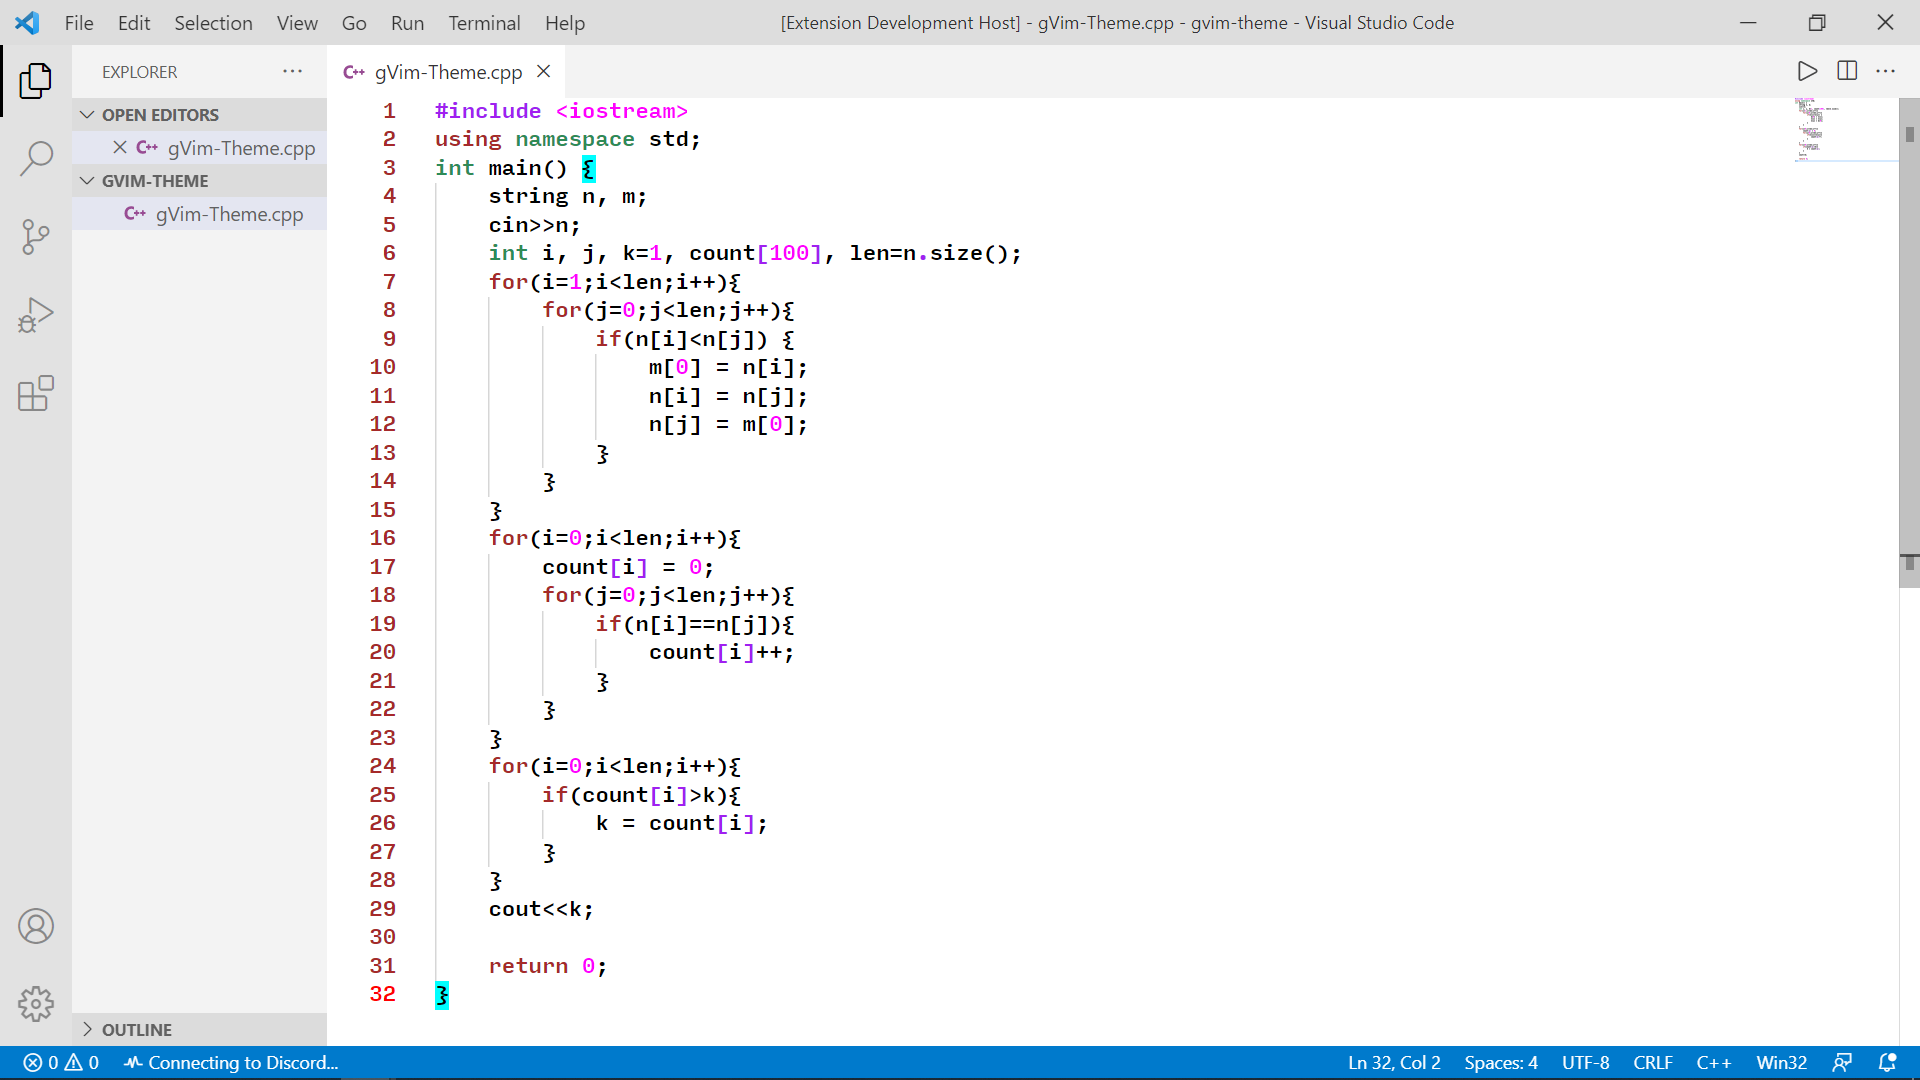 File Edit Selection View Go Run Terminal Help
[Extension Development Host] - gVim-Theme.cpp - gvim-theme - Visual Studio Code
EXPLORER
OPEN EDITORS
gVim-Theme.cpp
GVIM-THEME
gVim-Theme.cpp
OUTLINE
gVim-Theme.cpp
1 #include <iostream>
2 using namespace std;
3 int main() {
4     string n, m;
5     cin>>n;
6     int i, j, k=1, count[100], len=n.size();
7     for(i=1;i<len;i++){
8         for(j=0;j<len;j++){
9             if(n[i]<n[j]) {
10                 m[0] = n[i];
11                 n[i] = n[j];
12                 n[j] = m[0];
13             }
14         }
15     }
16     for(i=0;i<len;i++){
17         count[i] = 0;
18         for(j=0;j<len;j++){
19             if(n[i]==n[j]){
20                 count[i]++;
21             }
22         }
23     }
24     for(i=0;i<len;i++){
25         if(count[i]>k){
26             k = count[i];
27         }
28     }
29     cout<<k;
30
31     return 0;
32 }
0 0 Connecting to Discord... Ln 32, Col 2 Spaces: 4 UTF-8 CRLF C++ Win32